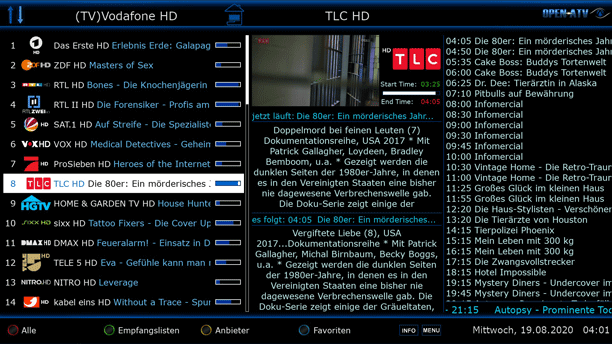 (TV)Vodafone HD
TLC HD
OPEN-ATV
1 Das Erste HD Erlebnis Erde: Galapag
2 ZDF HD Masters of Sex
3 RTL HD Bones - Die Knochenjägerin
4 RTL II HD Die Forensiker - Profis am
5 SAT.1 HD Auf Streife - Die Spezialiste
6 VOX HD Medical Detectives - Geheim
7 ProSieben HD Heroes of the Internet
8 TLC HD Die 80er: Ein mörderisches .
9 HOME & GARDEN TV HD House Hunte
10 sixx HD Tattoo Fixers - Die Cover Up
11 DMAX HD Feueralarm! - Einsatz in D
12 TELE 5 HD Eva - Gefühle kann man n
13 NITRO HD Leverage
14 kabel eins HD Without a Trace - Spur
HD TLC
Start Time: 03:25
End Time: 04:05
jetzt läuft: Die 80er: Ein mörderisches Jahr...
Doppelmord bei feinen Leuten (7)
Dokumentationsreihe, USA 2017 * Mit
Patrick Gallagher, Loydeen, Bradley
Bemboom, u.a. * Gezeigt werden die
dunklen Seiten der 1980er-Jahre, in denen
es in den Vereinigten Staaten eine bisher
nie dagewesene Verbrechenswelle gab.
Die Doku-Serie zeigt einige der
es folgt: 04:05 Die 80er: Ein mörderisches...
Vergiftete Liebe (8), USA
2017...Dokumentationsreihe * Mit Patrick
Gallagher, Michal Birnbaum, Becky Boggs,
u.a. * Gezeigt werden die dunklen Seiten
der 1980er-Jahre, in denen es in den
Vereinigten Staaten eine bisher nie
dagewesene Verbrechenswelle gab. Die
Doku-Serie zeigt einige der Gräueltaten,
04:05 Die 80er: Ein mörderisches Jahr
04:50 Die 80er: Ein mörderisches Jahr
05:35 Cake Boss: Buddys Tortenwelt
06:00 Cake Boss: Buddys Tortenwelt
06:25 Dr. Dee: Tierärztin in Alaska
07:10 Pitbulls auf Bewährung
08:00 Infomercial
08:30 Infomercial
09:00 Infomercial
09:30 Infomercial
09:45 Infomercial
10:00 Infomercial
10:30 Vintage Home - Die Retro-Traur
11:00 Vintage Home - Die Retro-Traur
11:25 Großes Glück im kleinen Haus
11:55 Großes Glück im kleinen Haus
12:20 Die Haus-Stylisten - Verschöner
13:20 Die Tierärzte von Houston
14:15 Tierpolizei Phoenix
15:15 Mein Leben mit 300 kg
16:15 Mein Leben mit 300 kg
17:15 Die Zwangsvollstrecker
18:15 Hotel Impossible
19:15 Mystery Diners - Undercover im
19:45 Mystery Diners - Undercover im
- 21:15 Autopsy - Prominente Tod
Alle
Empfangslisten
Anbieter
Favoriten
INFO MENU
Mittwoch, 19.08.2020 04:01